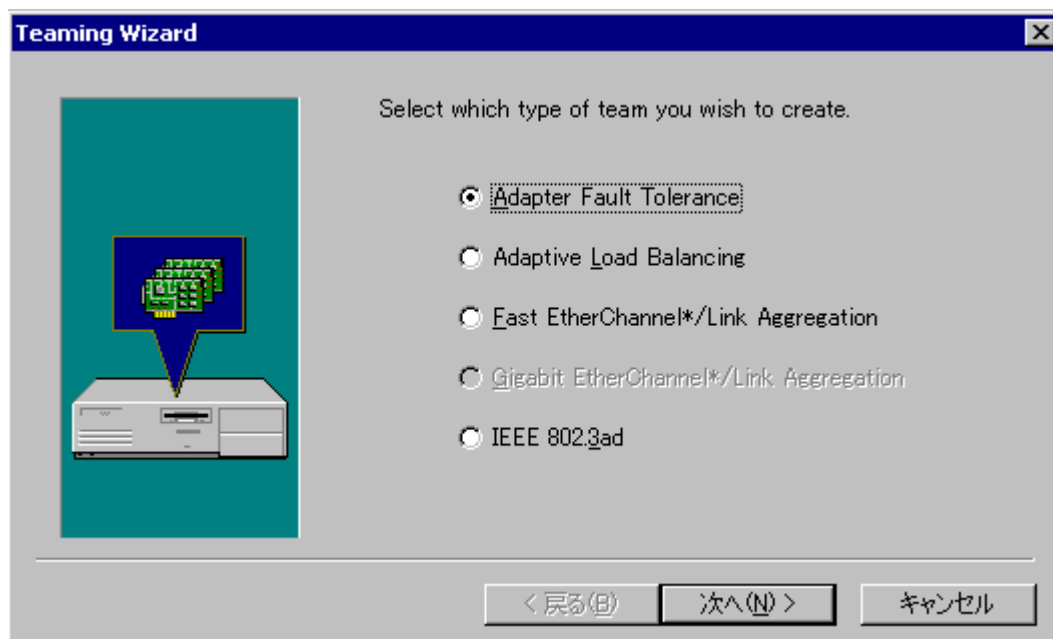 Teaming Wizard
Select which type of team you wish to create.
Adapter Fault Tolerance
Adaptive Load Balancing
Fast EtherChannel*/Link Aggregation
Gigabit EtherChannel*/Link Aggregation
IEEE 802.3ad
< 戻る(B) 次へ(N) > キャンセル